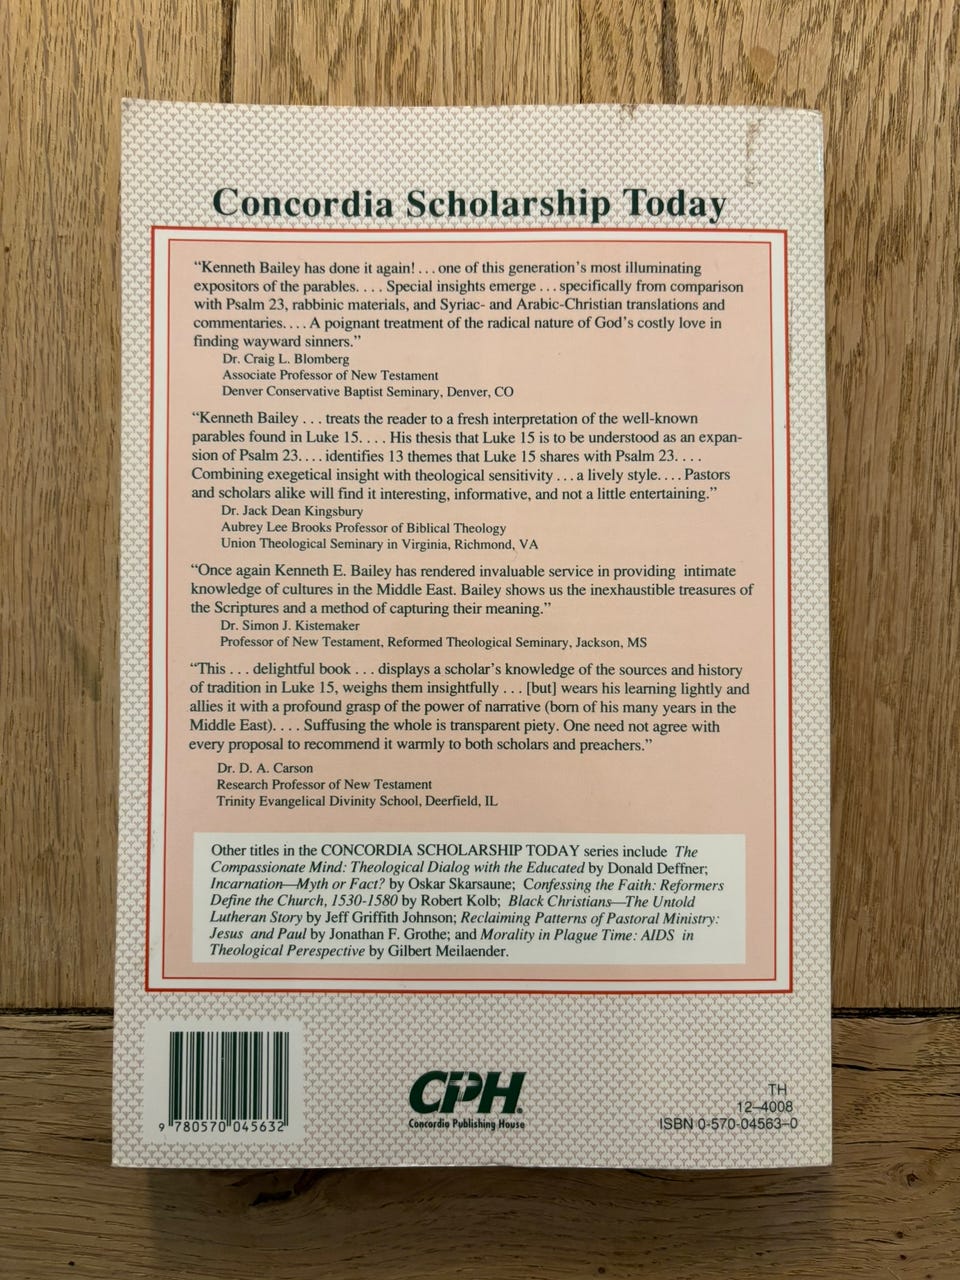 Concordia Scholarship Today
“Kenneth Bailey has done it again! . . . one of this generation’s most illuminating
expositors of the parables. . . . Special insights emerge . . . specifically from comparison
with Psalm 23, rabbinic materials, and Syriac- and Arabic-Christian translations and
commentaries. . . . A poignant treatment of the radical nature of God’s costly love in
finding wayward sinners.”
Dr. Craig L. Blomberg
Associate Professor of New Testament
Denver Conservative Baptist Seminary, Denver, CO
“Kenneth Bailey . . . treats the reader to a fresh interpretation of the well-known
parables found in Luke 15. . . . His thesis that Luke 15 is to be understood as an expan-
sion of Psalm 23. . . . identifies 13 themes that Luke 15 shares with Psalm 23. . . .
Combining exegetical insight with theological sensitivity . . . a lively style. . . . Pastors
and scholars alike will find it interesting, informative, and not a little entertaining.”
Dr. Jack Dean Kingsbury
Aubrey Lee Brooks Professor of Biblical Theology
Union Theological Seminary in Virginia, Richmond, VA
“Once again Kenneth E. Bailey has rendered invaluable service in providing intimate
knowledge of cultures in the Middle East. Bailey shows us the inexhaustible treasures of
the Scriptures and a method of capturing their meaning.”
Dr. Simon J. Kistemaker
Professor of New Testament, Reformed Theological Seminary, Jackson, MS
“This . . . delightful book . . . displays a scholar’s knowledge of the sources and history
of tradition in Luke 15, weighs them insightfully . . . [but] wears his learning lightly and
allies it with a profound grasp of the power of narrative (born of his many years in the
Middle East). . . . Suffusing the whole is transparent piety. One need not agree with
every proposal to recommend it warmly to both scholars and preachers.”
Dr. D. A. Carson
Research Professor of New Testament
Trinity Evangelical Divinity School, Deerfield, IL
Other titles in the CONCORDIA SCHOLARSHIP TODAY series include The
Compassionate Mind: Theological Dialog with the Educated by Donald Deffner;
Incarnation—Myth or Fact? by Oskar Skarsaune; Confessing the Faith: Reformers
Define the Church, 1530-1580 by Robert Kolb; Black Christians—The Untold
Lutheran Story by Jeff Griffith Johnson; Reclaiming Patterns of Pastoral Ministry:
Jesus and Paul by Jonathan F. Grothe; and Morality in Plague Time: AIDS in
Theological Perespective by Gilbert Meilaender.
9 780570 045632
CPH
Concordia Publishing House
TH
12–4008
ISBN 0-570-04563–0